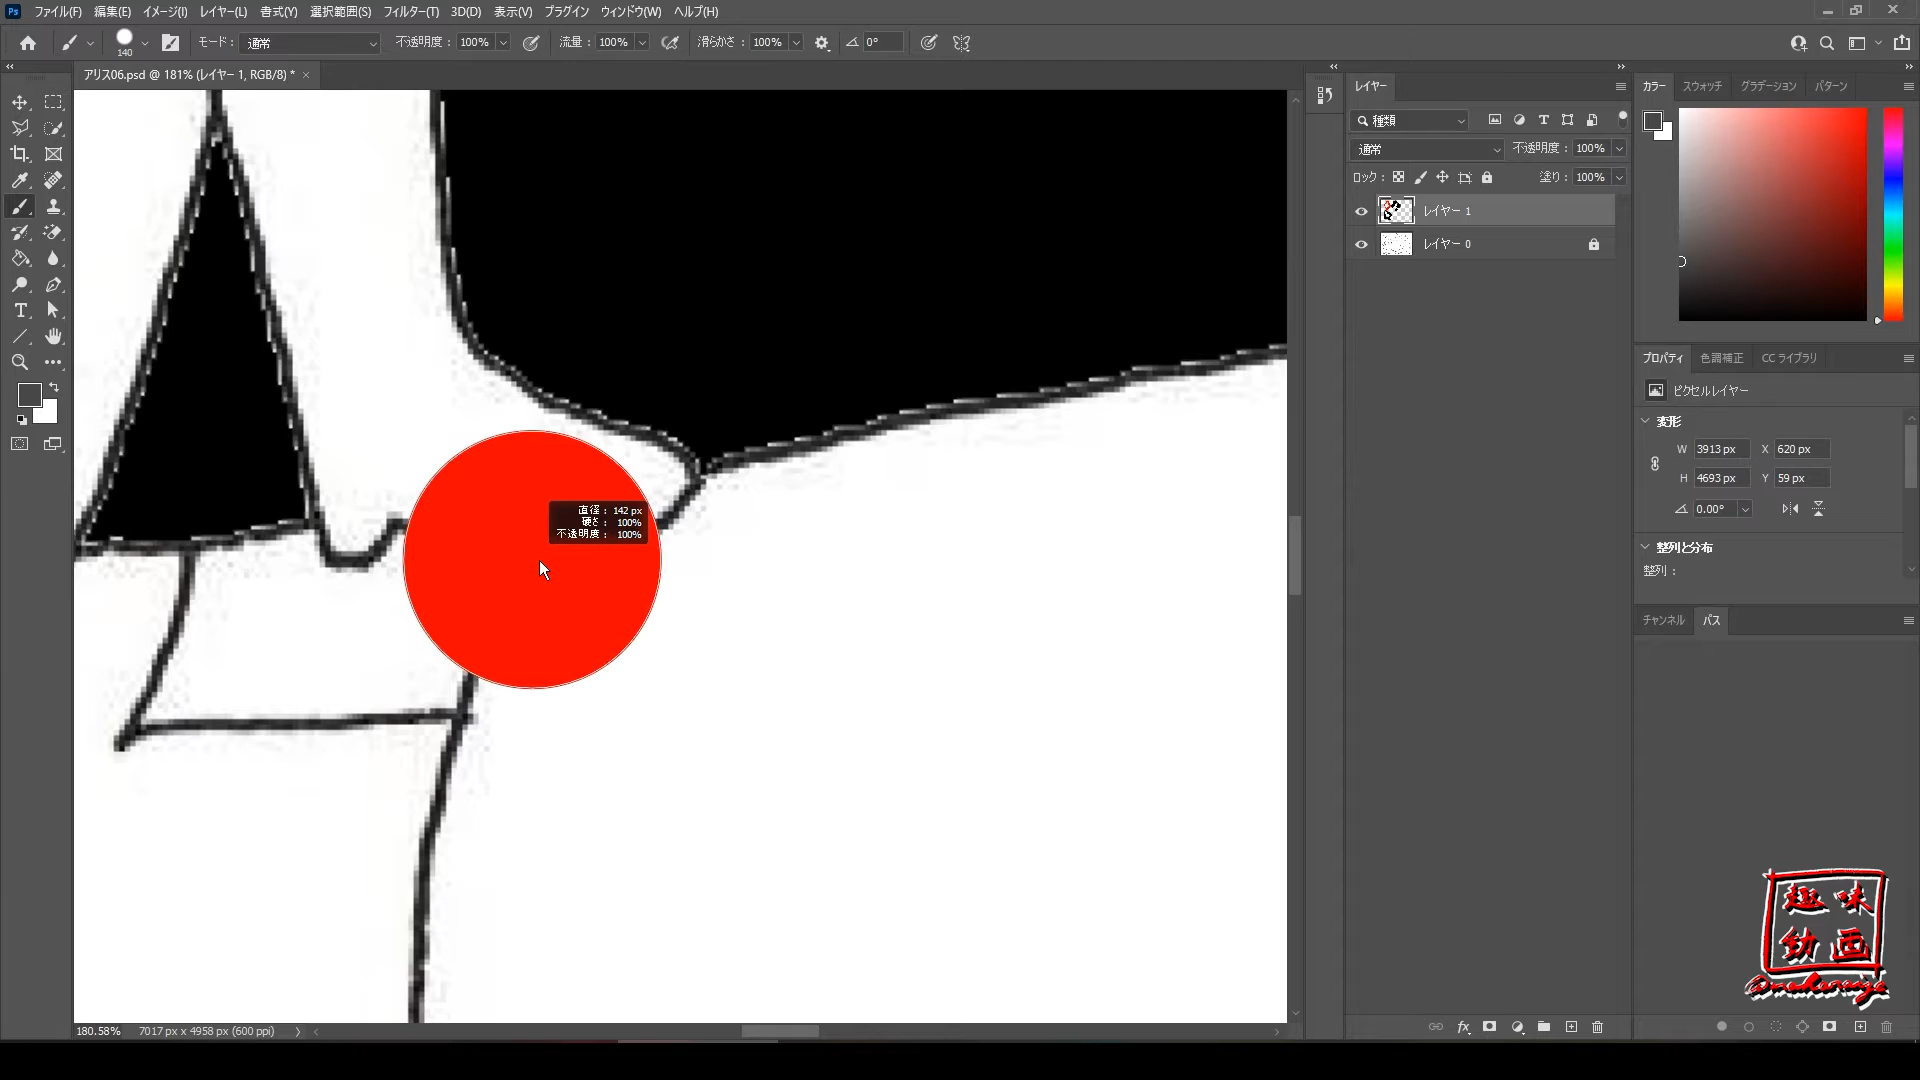 Ps ファイル(F) 編集(E) イメージ(I) レイヤー(L) 書式(Y) 選択範囲(S) フィルター(T) 3D(D) 表示(V) プラグイン ウィンドウ(W) ヘルプ(H)
140 モード： 通常 不透明度： 100% 流量： 100% 滑らかさ： 100% 0°
アリス06.psd @ 181% (レイヤー 1, RGB/8) * ×
レイヤー
種類
通常 不透明度： 100%
ロック： 塗り： 100%
レイヤー 1
レイヤー 0
カラー スウォッチ グラデーション パターン
プロパティ 色調補正 CC ライブラリ
ピクセルレイヤー
変形
W 3913 px X 620 px
H 4693 px Y 59 px
0.00°
整列と分布
整列：
チャンネル パス
直径： 142 px
硬さ： 100%
不透明度： 100%
180.58% 7017 px x 4958 px (600 ppi)
fx
趣味
動画